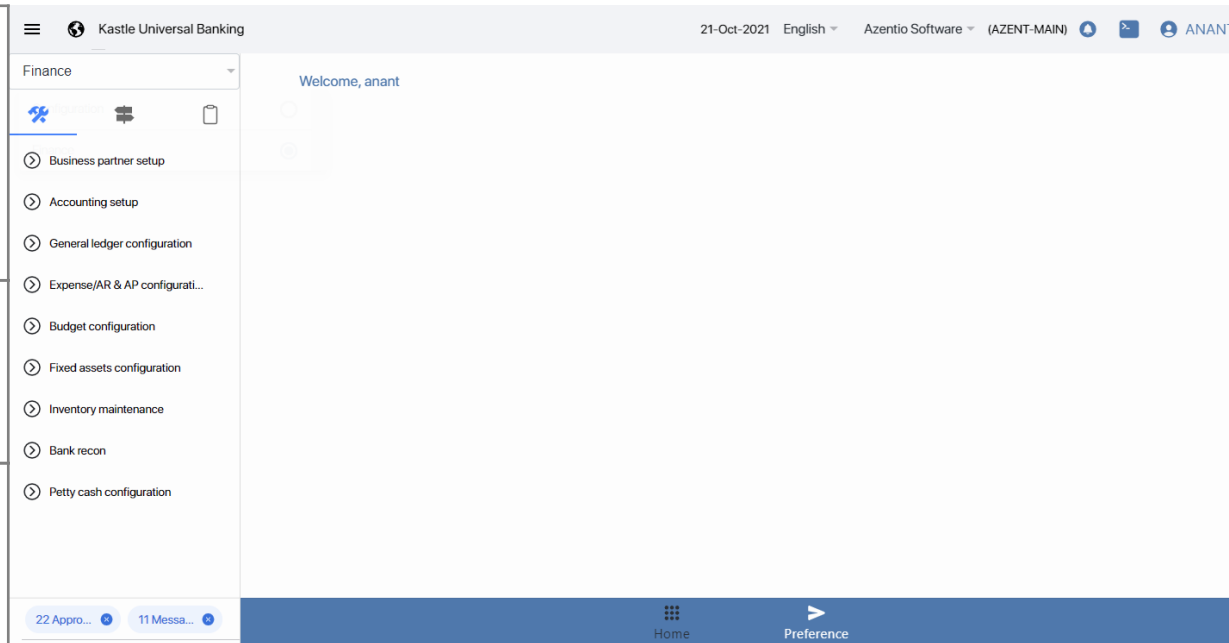 Kastle Universal Banking
21-Oct-2021 English Azentio Software (AZENT-MAIN) ANANT
Finance
Welcome, anant
Business partner setup
Accounting setup
General ledger configuration
Expense/AR & AP configurati...
Budget configuration
Fixed assets configuration
Inventory maintenance
Bank recon
Petty cash configuration
22 Appro... 11 Messa...
Home Preference